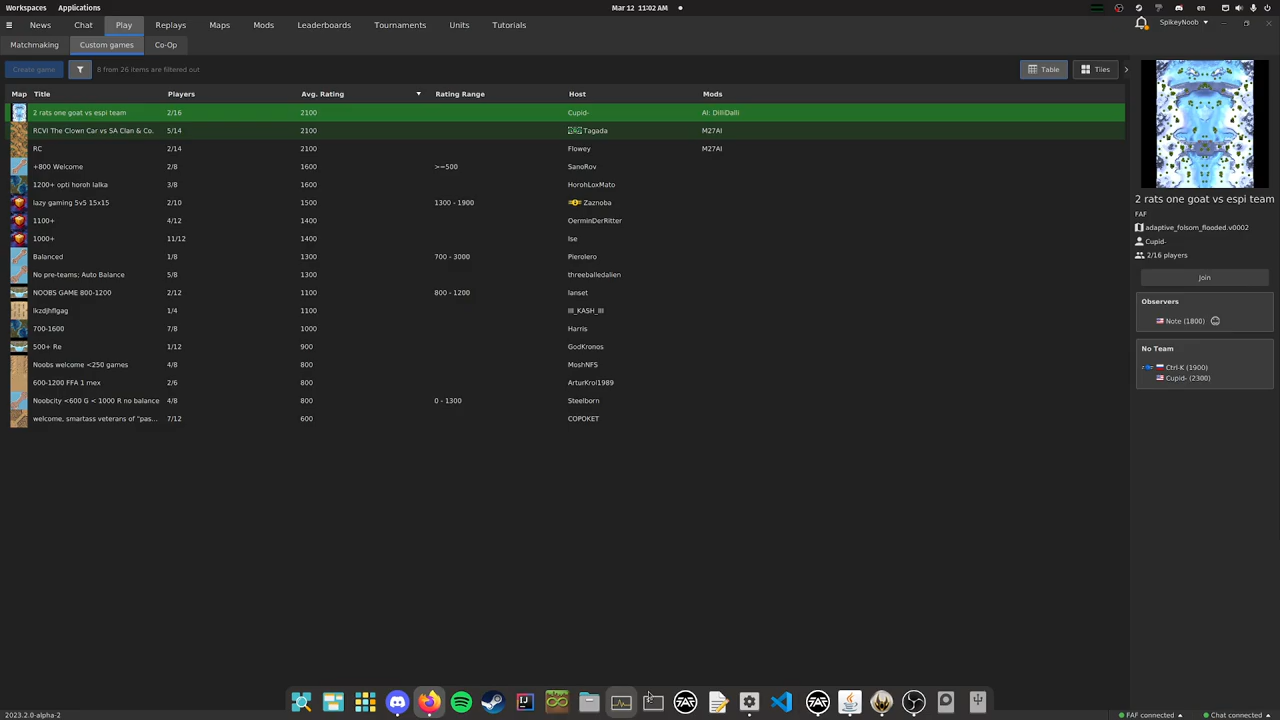 Workspaces Applications Mar 12 11:02 AM en
News Chat Play Replays Maps Mods Leaderboards Tournaments Units Tutorials SpikeyNoob
Matchmaking Custom games Co-Op
Create game 8 from 26 items are filtered out Table Tiles
Map Title Players Avg. Rating Rating Range Host Mods
2 rats one goat vs espi team 2/16 2100 Cupid- AI: DilliDalli
RCVI The Clown Car vs SA Clan & Co. 5/14 2100 Tagada M27AI
RC 2/14 2100 Flowey M27AI
+800 Welcome 2/8 1600 >=500 SanoRov
1200+ opti horoh lalka 3/8 1600 HorohLoxMato
lazy gaming 5v5 15x15 2/10 1500 1300 - 1900 Zaznoba
1100+ 4/12 1400 OerminDerRitter
1000+ 11/12 1400 Ise
Balanced 1/8 1300 700 - 3000 Pierolero
No pre-teams; Auto Balance 5/8 1300 threeballedalien
NOOBS GAME 800-1200 2/12 1100 800 - 1200 lanset
lkzdjhflgag 1/4 1100 III_KASH_III
700-1600 7/8 1000 Harris
500+ Re 1/12 900 GodKronos
Noobs welcome <250 games 4/8 800 MoshNFS
600-1200 FFA 1 mex 2/6 800 ArturKrol1989
Noobcity <600 G < 1000 R no balance 4/8 800 0 - 1300 Steelborn
welcome, smartass veterans of "pas... 7/12 600 COPOKET
2 rats one goat vs espi team
FAF
adaptive_folsom_flooded.v0002
Cupid-
2/16 players
Join
Observers
Note (1800)
No Team
Ctrl-K (1900)
Cupid- (2300)
2023.2.0-alpha-2 FAF connected Chat connected